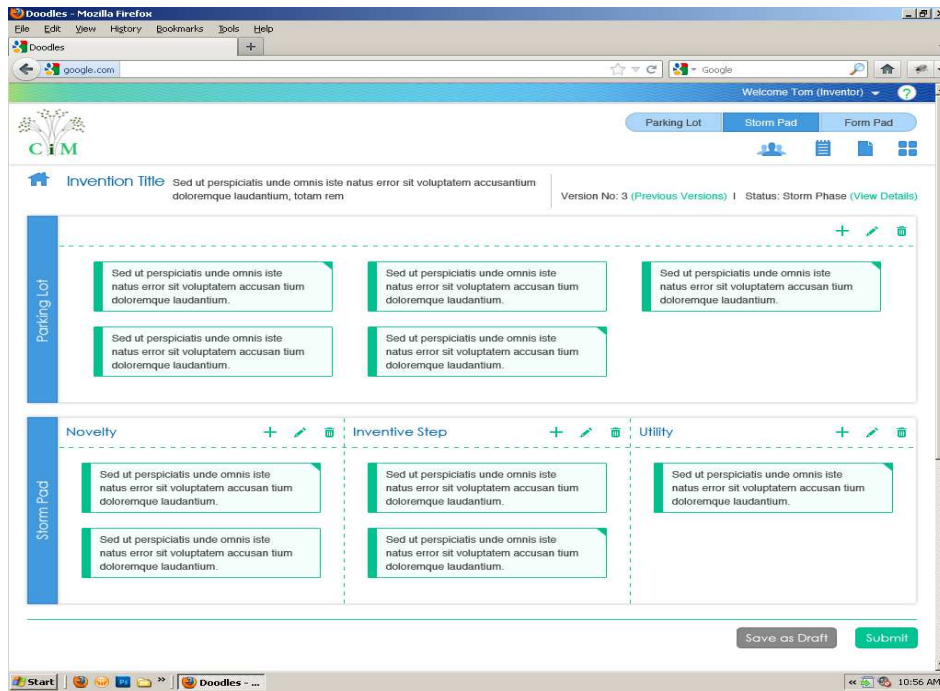 Doodles - Mozilla Firefox
File Edit View History Bookmarks Tools Help
Doodles
google.com
Google
Welcome Tom (Inventor)
?
CiM
Parking Lot Storm Pad Form Pad
Invention Title
Sed ut perspiciatis unde omnis iste natus error sit voluptatem accusantium
doloremque laudantium, totam rem
Version No: 3 (Previous Versions) I Status: Storm Phase (View Details)
Parking Lot
Sed ut perspiciatis unde omnis iste
natus error sit voluptatem accusan tium
doloremque laudantium.
Sed ut perspiciatis unde omnis iste
natus error sit voluptatem accusan tium
doloremque laudantium.
Sed ut perspiciatis unde omnis iste
natus error sit voluptatem accusan tium
doloremque laudantium.
Sed ut perspiciatis unde omnis iste
natus error sit voluptatem accusan tium
doloremque laudantium.
Sed ut perspiciatis unde omnis iste
natus error sit voluptatem accusan tium
doloremque laudantium.
Storm Pad
Novelty
Sed ut perspiciatis unde omnis iste
natus error sit voluptatem accusan tium
doloremque laudantium.
Sed ut perspiciatis unde omnis iste
natus error sit voluptatem accusan tium
doloremque laudantium.
Inventive Step
Sed ut perspiciatis unde omnis iste
natus error sit voluptatem accusan tium
doloremque laudantium.
Sed ut perspiciatis unde omnis iste
natus error sit voluptatem accusan tium
doloremque laudantium.
Utility
Sed ut perspiciatis unde omnis iste
natus error sit voluptatem accusan tium
doloremque laudantium.
Save as Draft
Submit
Start
Ps
Doodles - ...
10:56 AM